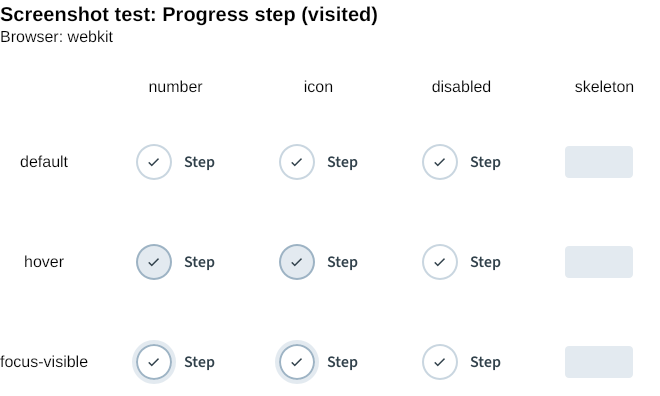 Screenshot test: Progress step (visited)
Browser: webkit
number icon disabled skeleton
default Step Step Step
hover Step Step Step
focus-visible Step Step Step